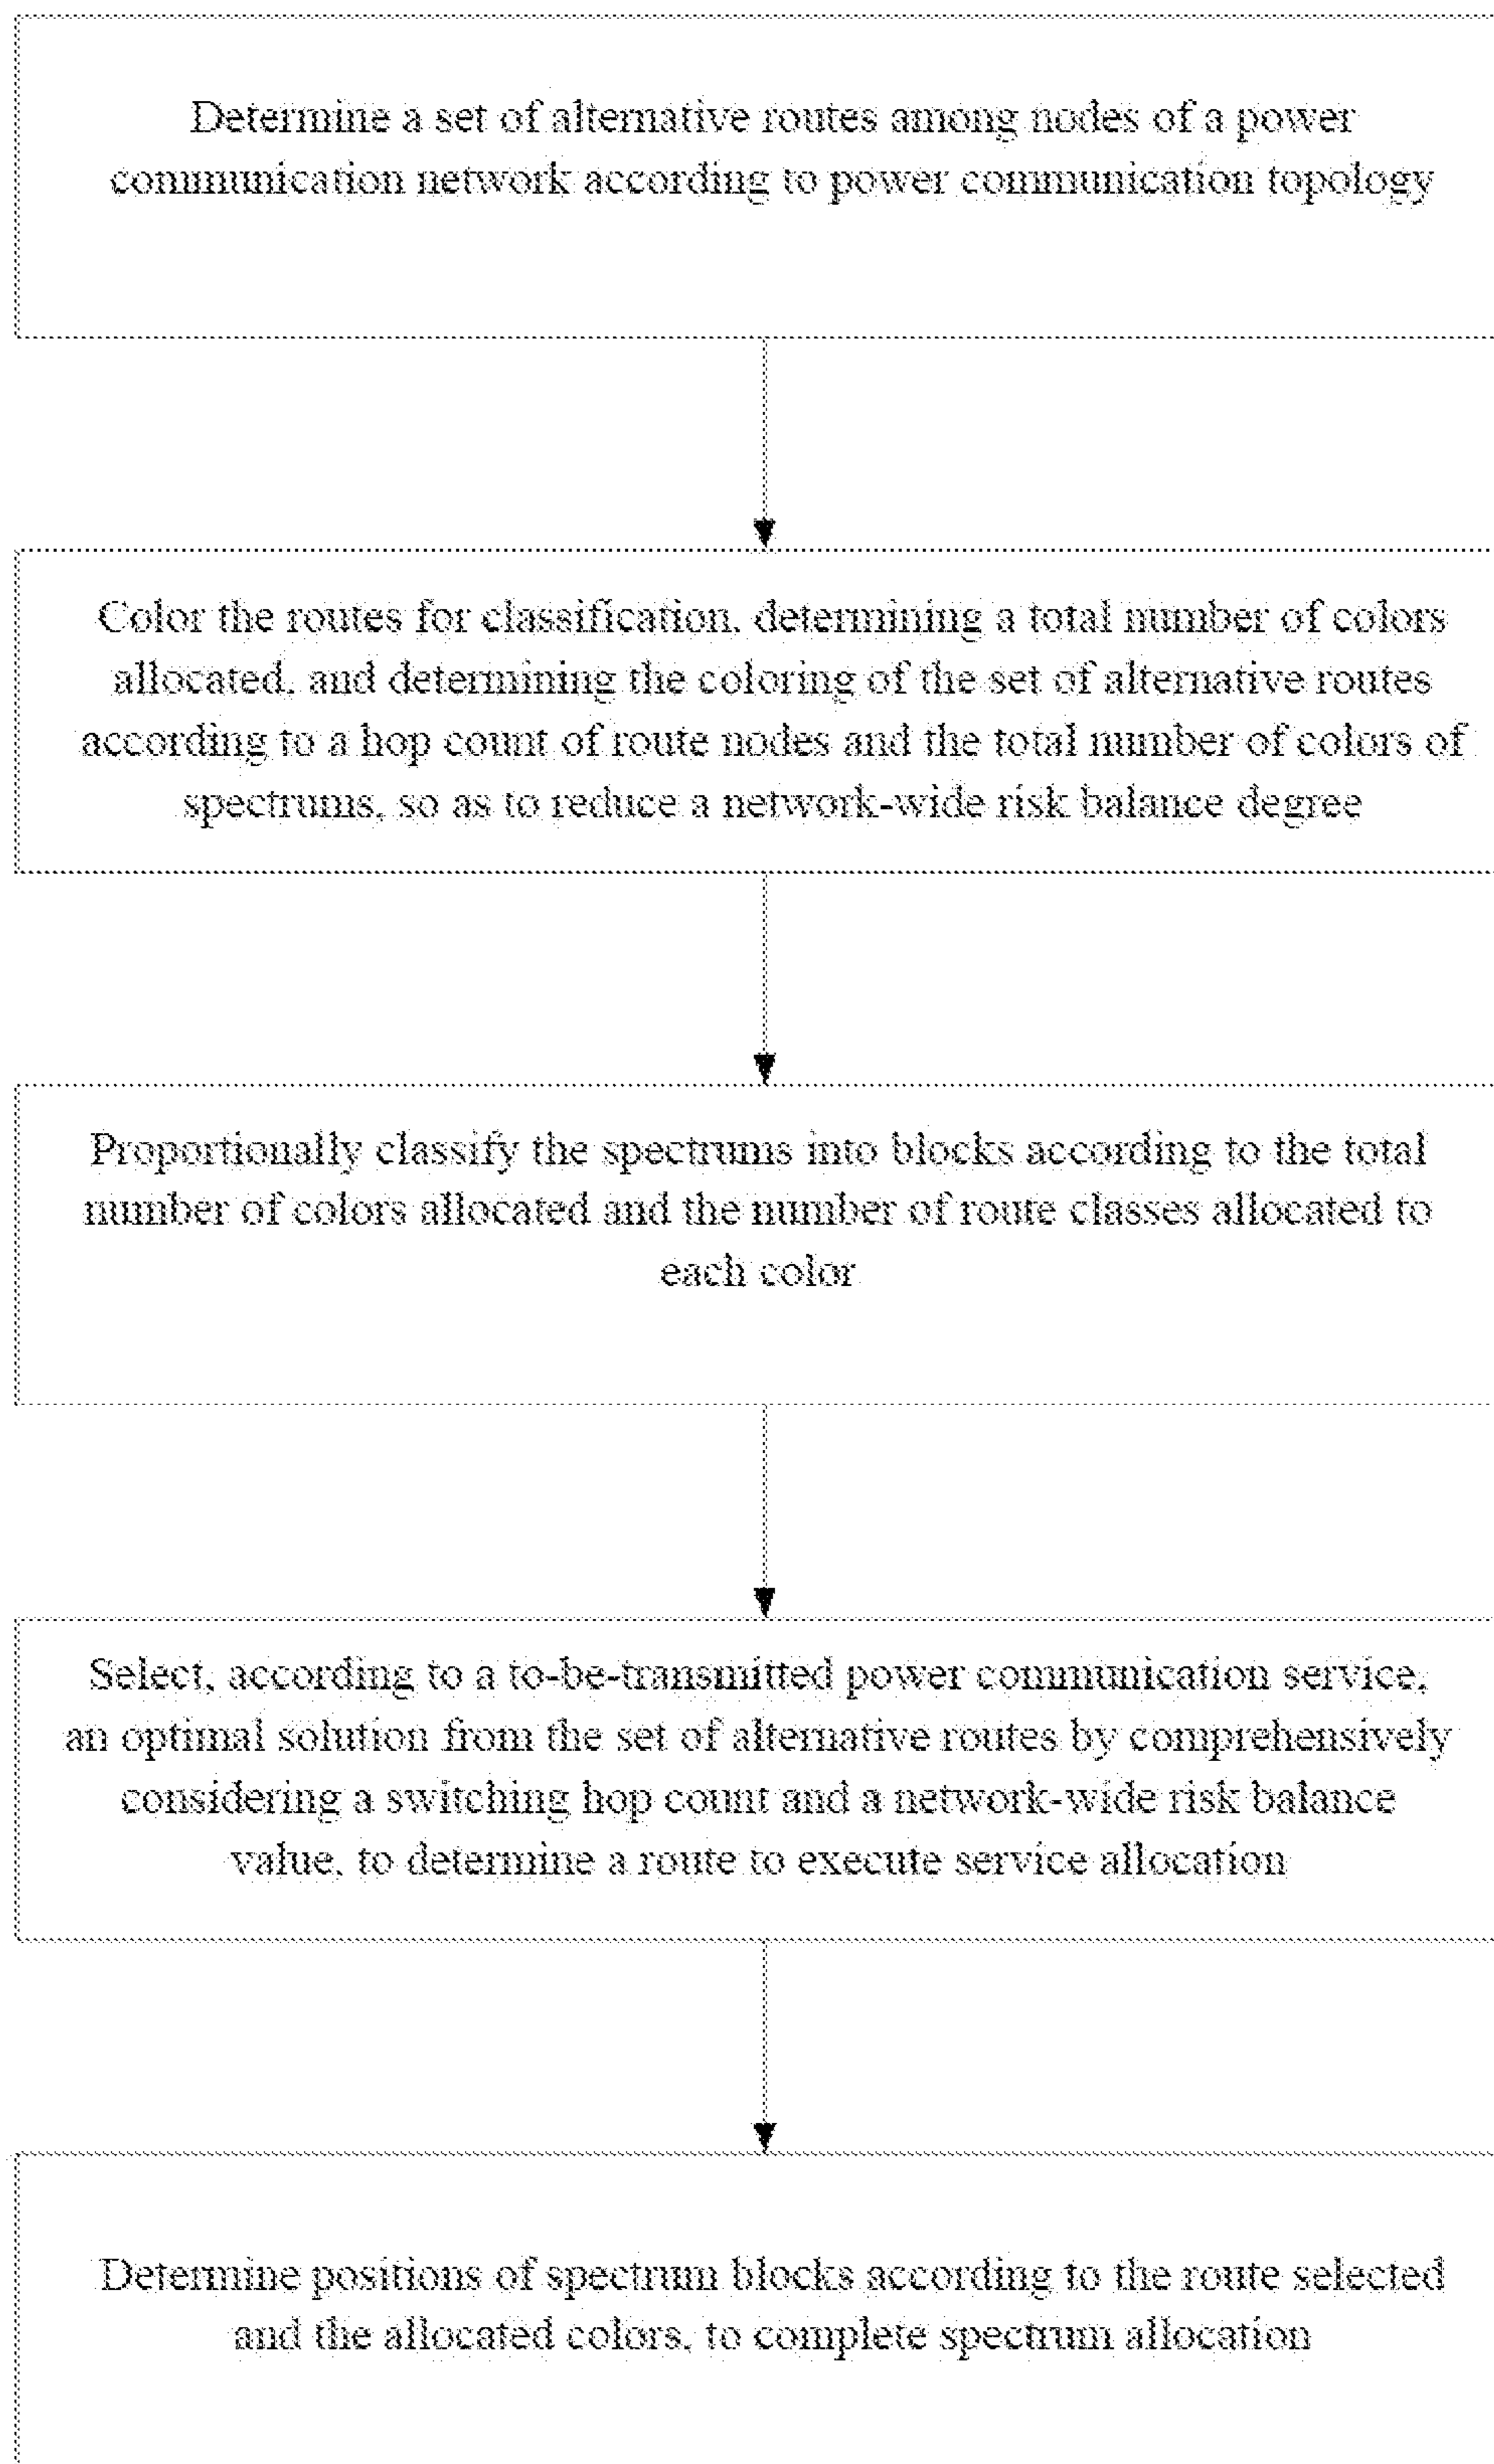 Determine a set of alternative routes among nodes of a power
communication network according to power communication topology
Color the routes for classification, determining a total number of colors
allocated, and determining the coloring of the set of alternative routes
according to a hop count of route nodes and the total number of colors of
spectrums, so as to reduce a network-wide risk balance degree
Proportionally classify the spectrums into blocks according to the total
number of colors allocated and the number of route classes allocated to
each color
Select, according to a to-be-transmitted power communication service,
an optimal solution from the set of alternative routes by comprehensively
considering a switching hop count and a network-wide risk balance
value, to determine a route to execute service allocation
Determine positions of spectrum blocks according to the route selected
and the allocated colors, to complete spectrum allocation